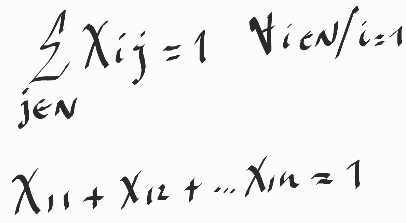 ∑ Xij = 1 ∀i∈N/i=1
j∈N
X11 + X12 + ... X1n = 1